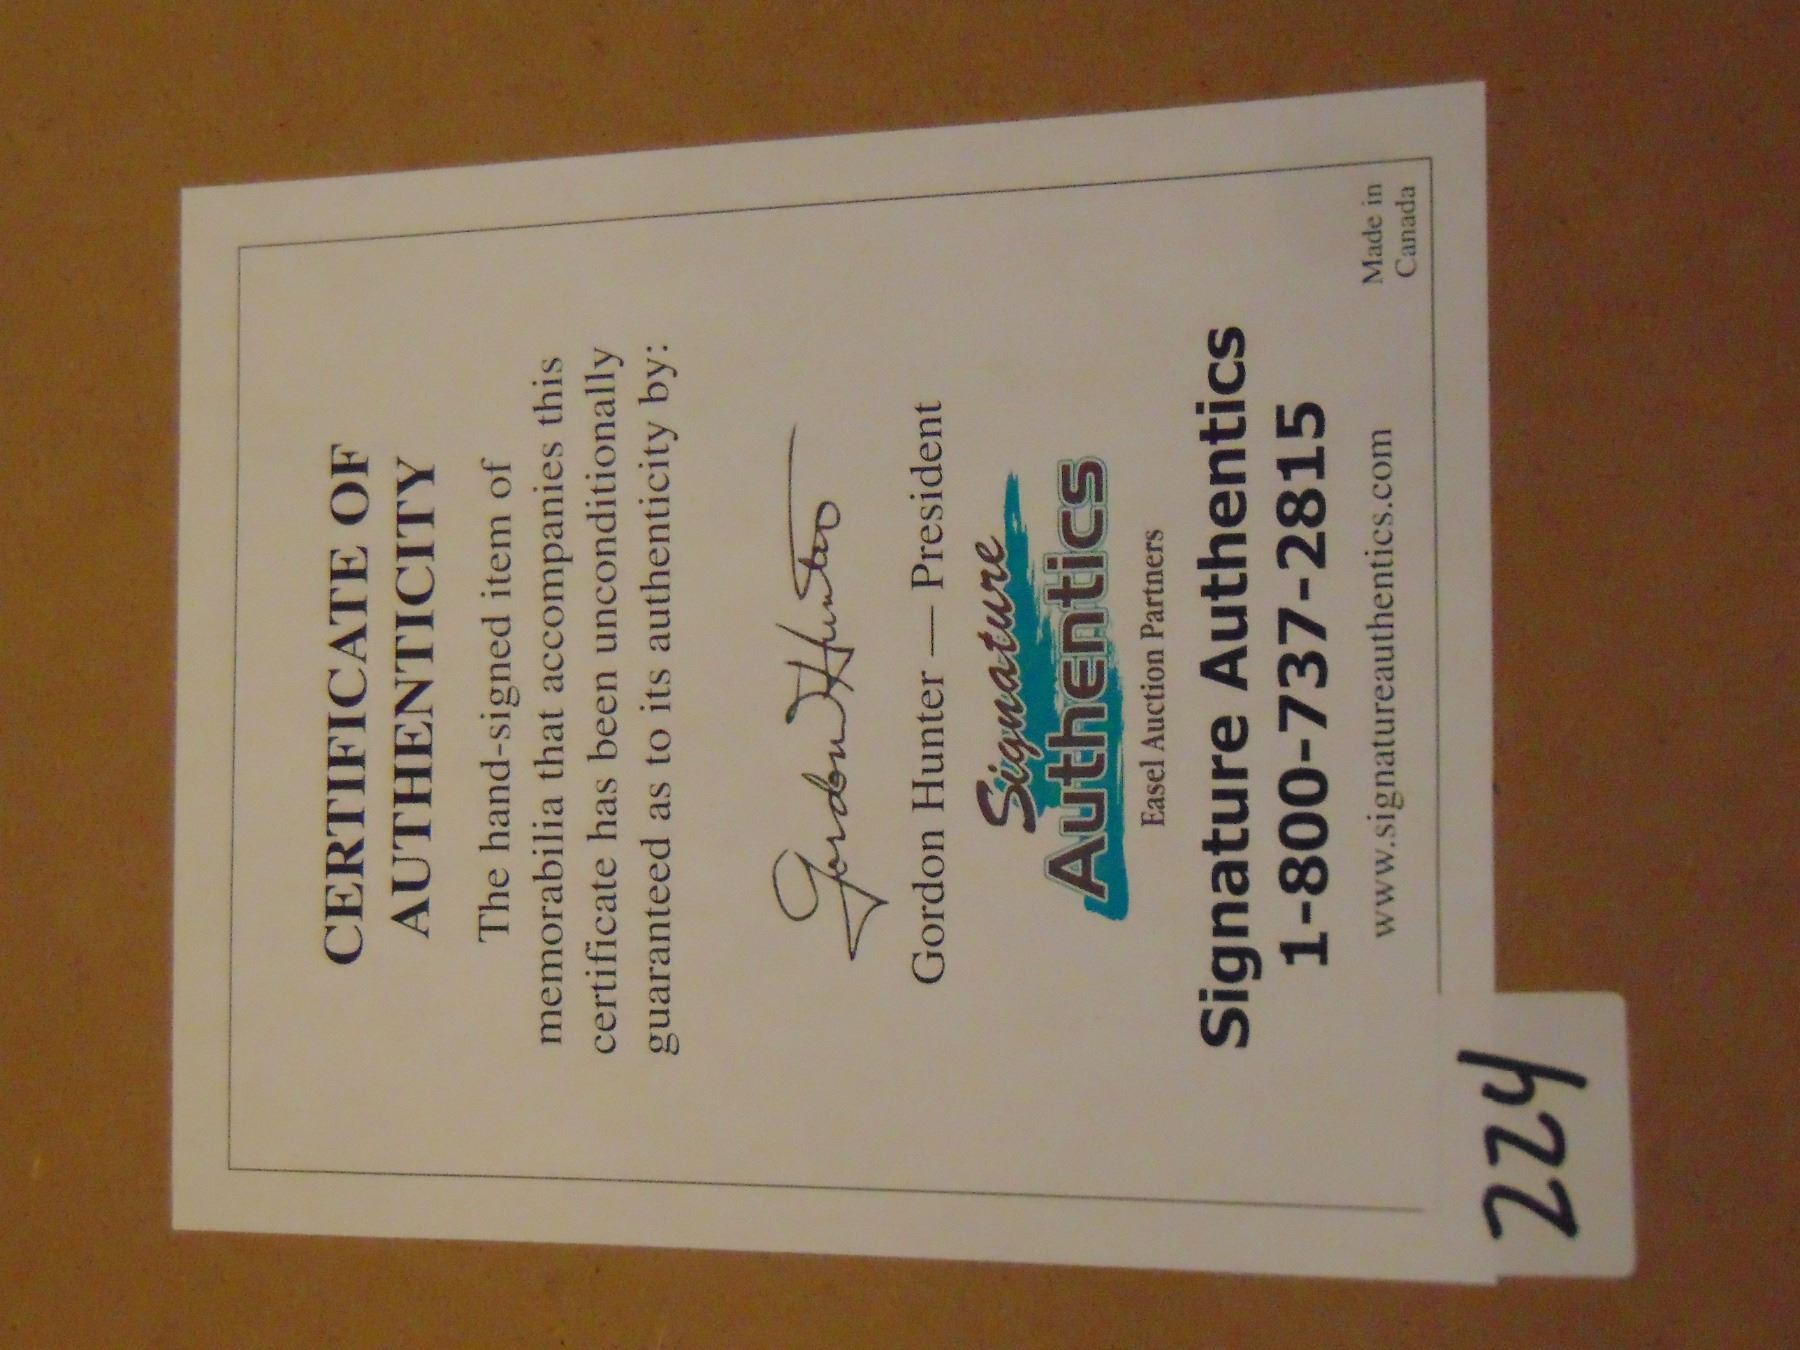 CERTIFICATE OF
AUTHENTICITY
The hand-signed item of
memorabilia that accompanies this
certificate has been unconditionally
guaranteed as to its authenticity by:
Gordon Hunter
Gordon Hunter — President
Signature
Authentics
Easel Auction Partners
Signature Authentics
1-800-737-2815
www.signatureauthentics.com
Made in
Canada
224